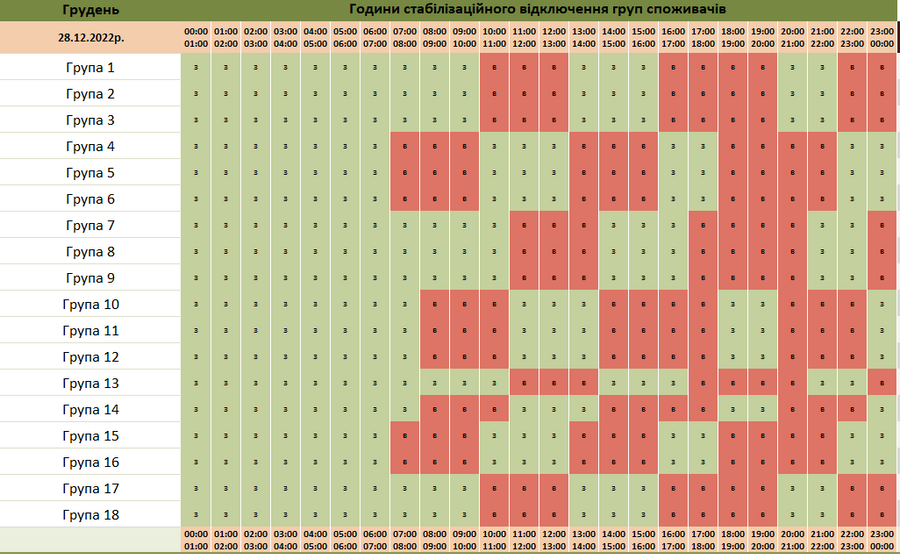 Грудень Години стабілізаційного відключення груп споживачів
28.12.2022р. 00:00 01:00 02:00 03:00 04:00 05:00 06:00 07:00 08:00 09:00 10:00 11:00 12:00 13:00 14:00 15:00 16:00 17:00 18:00 19:00 20:00 21:00 22:00 23:00
01:00 02:00 03:00 04:00 05:00 06:00 07:00 08:00 09:00 10:00 11:00 12:00 13:00 14:00 15:00 16:00 17:00 18:00 19:00 20:00 21:00 22:00 23:00 00:00
Група 1 з з з з з з з з з з в в в з з з в в в в з з в в
Група 2 з з з з з з з з з з в в в з з з в в в в з з в в
Група 3 з з з з з з з з з з в в в з з з в в в в з з в в
Група 4 з з з з з з з в в в з з з в в в з з в в в в з з
Група 5 з з з з з з з в в в з з з в в в з з в в в в з з
Група 6 з з з з з з з в в в з з з в в в з з в в в в з з
Група 7 з з з з з з з з з з з в в в з з з в в в в з з в
Група 8 з з з з з з з з з з з в в в з з з в в в в з з в
Група 9 з з з з з з з з з з з в в в з з з в в в в з з в
Група 10 з з з з з з з з в в в з з з в в в в з з в в в з
Група 11 з з з з з з з з в в в з з з в в в в з з в в в з
Група 12 з з з з з з з з в в в з з з в в в в з з в в в з
Група 13 з з з з з з з з з з з в в в з з з в в в в з з в
Група 14 з з з з з з з з в в в з з з в в в в з з в в в з
Група 15 з з з з з з з в в в з з з в в в з з в в в в з з
Група 16 з з з з з з з в в в з з з в в в з з в в в в з з
Група 17 з з з з з з з з з з в в в з з з в в в в з з в в
Група 18 з з з з з з з з з з в в в з з з в в в в з з в в
00:00 01:00 02:00 03:00 04:00 05:00 06:00 07:00 08:00 09:00 10:00 11:00 12:00 13:00 14:00 15:00 16:00 17:00 18:00 19:00 20:00 21:00 22:00 23:00
01:00 02:00 03:00 04:00 05:00 06:00 07:00 08:00 09:00 10:00 11:00 12:00 13:00 14:00 15:00 16:00 17:00 18:00 19:00 20:00 21:00 22:00 23:00 00:00